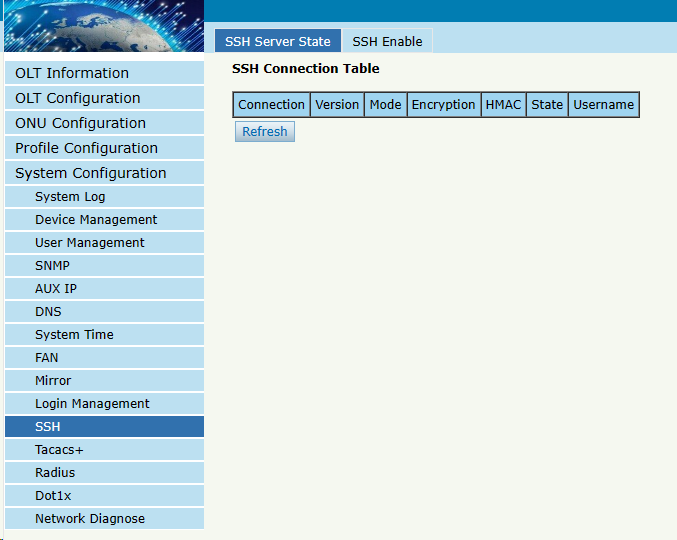 SSH Server State
SSH Enable
OLT Information
OLT Configuration
ONU Configuration
Profile Configuration
System Configuration
System Log
Device Management
User Management
SNMP
AUX IP
DNS
System Time
FAN
Mirror
Login Management
SSH
Tacacs+
Radius
Dot1x
Network Diagnose
SSH Connection Table
Connection Version Mode Encryption HMAC State Username
Refresh